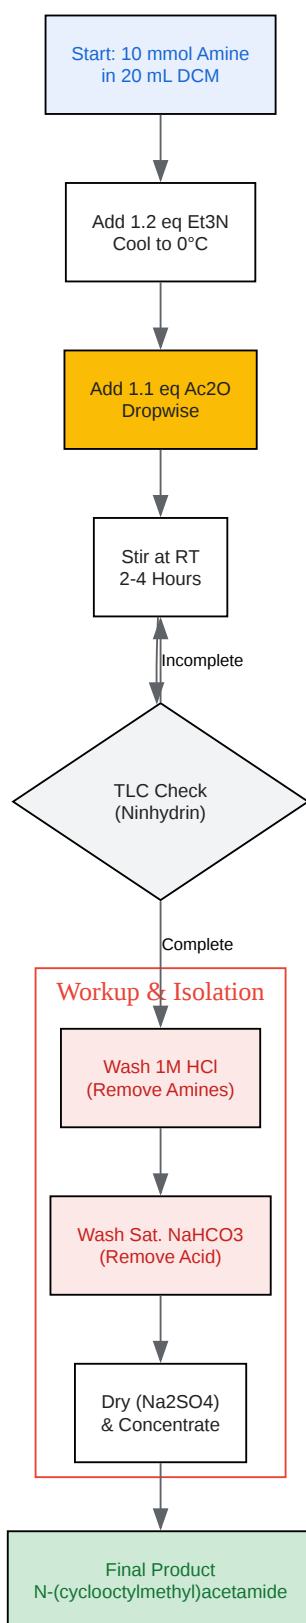 Start: 10 mmol Amine
in 20 mL DCM
Add 1.2 eq Et3N
Cool to 0°C
Add 1.1 eq Ac2O
Dropwise
Stir at RT
2-4 Hours
Incomplete
TLC Check
(Ninhydrin)
Complete
Workup & Isolation
Wash 1M HCl
(Remove Amines)
Wash Sat. NaHCO3
(Remove Acid)
Dry (Na2SO4)
& Concentrate
Final Product
N-(cyclooctylmethyl)acetamide